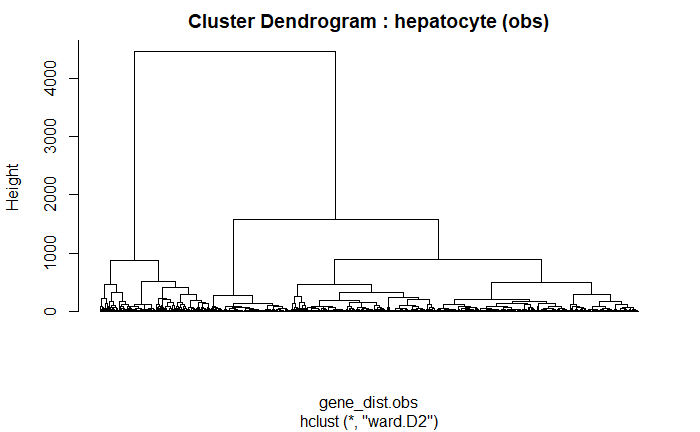 Cluster Dendrogram : hepatocyte (obs)
Height
4000
3000
2000
1000
0
gene_dist.obs
hclust (*, "ward.D2")